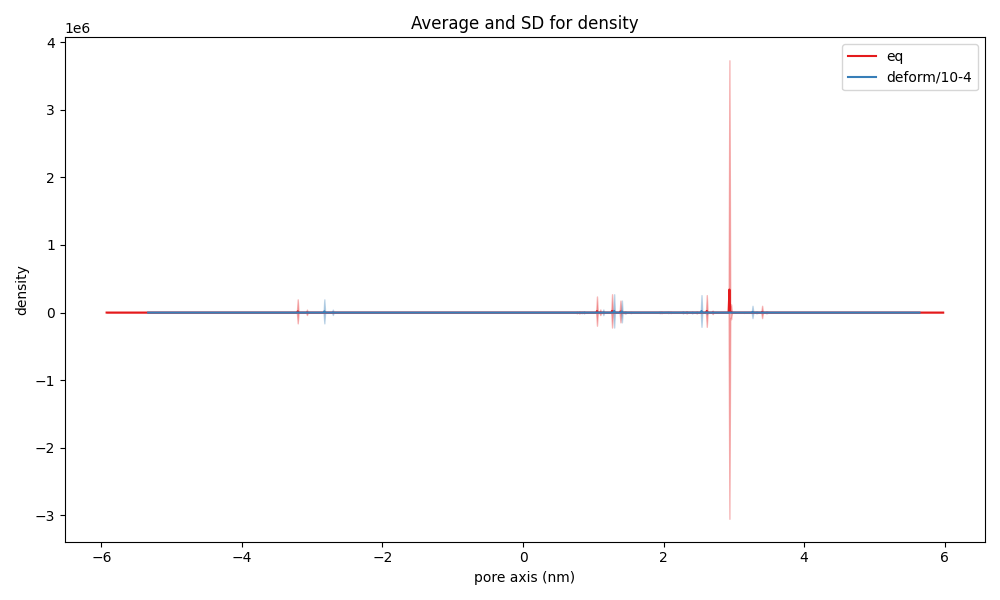 Average and SD for density
1e6
eq
deform/10-4
4
3
2
1
0
−1
−2
−3
density
−6
−4
−2
0
2
4
6
pore axis (nm)